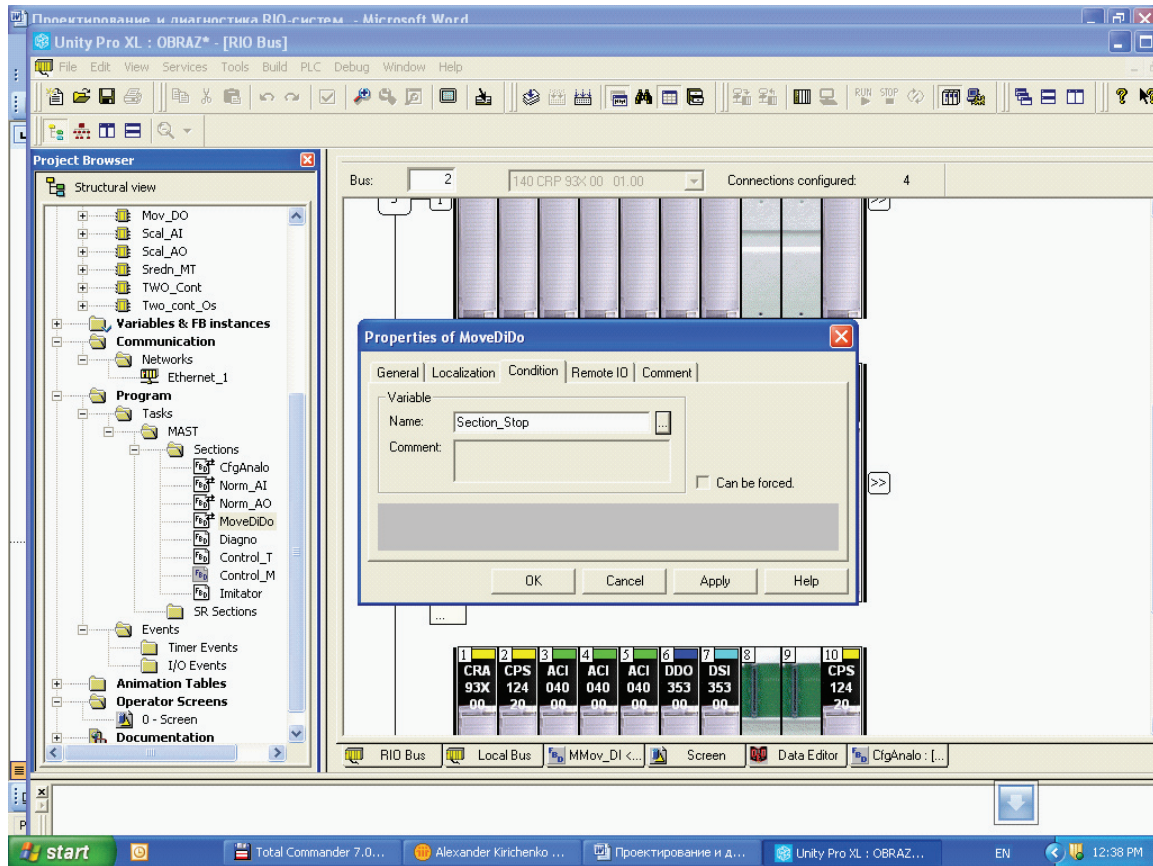 Проектирование и диагностика RIO-систем. - Microsoft Word
Unity Pro XL : OBRAZ* - [RIO Bus]
File Edit View Services Tools Build PLC Debug Window Help
RUN STOP
Project Browser
Structural view
Bus: 2 140 CRP 93X 00 01.00 Connections configured: 4
Mov_DO
Scal_AI
Scal_AO
Sredn_MT
TWO_Cont
Two_cont_Os
Variables & FB instances
Communication
Networks
Ethernet_1
Program
Tasks
MAST
Sections
CfgAnalo
Norm_AI
Norm_AO
MoveDiDo
Diagno
Control_T
Control_M
Imitator
SR Sections
Events
Timer Events
I/O Events
Animation Tables
Operator Screens
0 - Screen
Documentation
3 1 >>
Properties of MoveDiDo
General Localization Condition Remote IO Comment
Variable
Name: Section_Stop ...
Comment:
Can be forced.
OK Cancel Apply Help
>>
...
1 2 3 4 5 6 7 8 9 10
CRA CPS ACI ACI ACI DDO DSI CPS
93X 124 040 040 040 353 353 124
00 20 00 00 00 00 00 20
RIO Bus Local Bus MMov_DI <... Screen Data Editor CfgAnalo : [...
start Total Commander 7.0... Alexander Kirichenko ... Проектирование и д... Unity Pro XL : OBRAZ... EN 12:38 PM